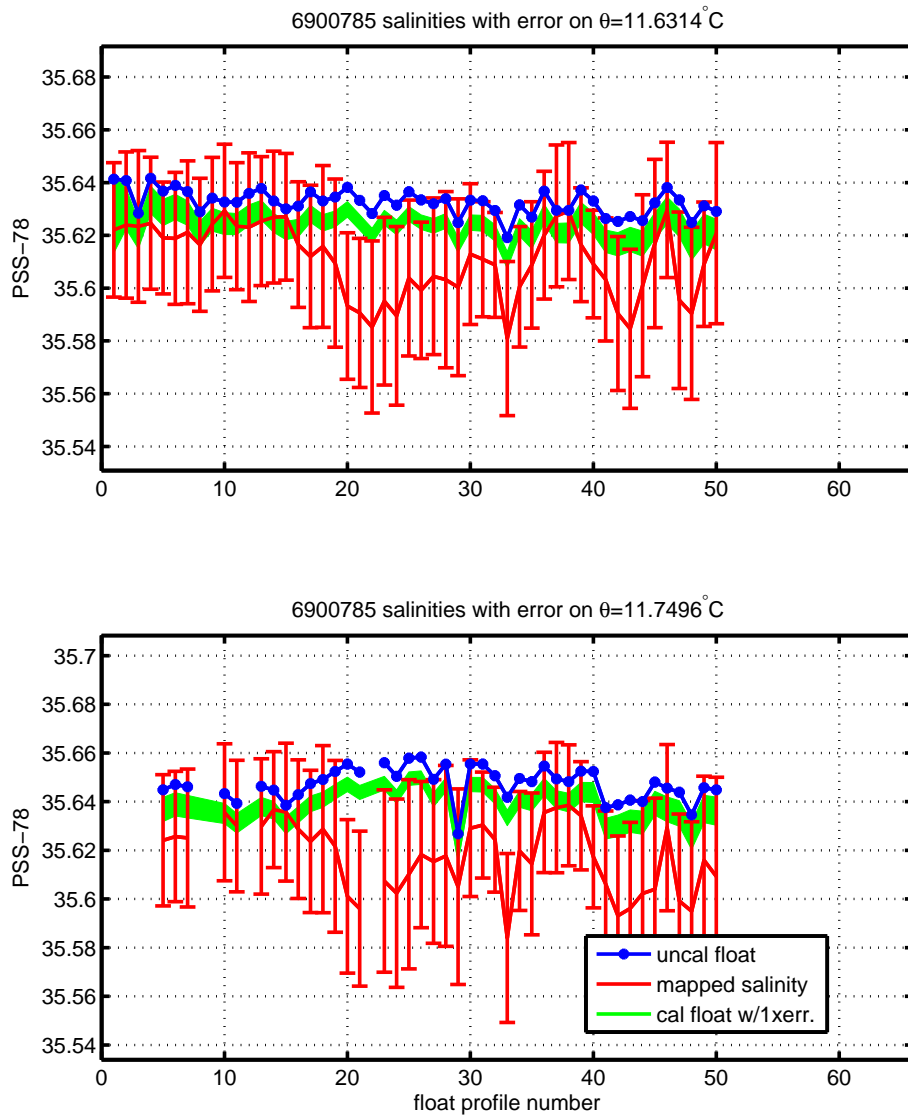 6900785 salinities with error on θ=11.6314°C
35.68
35.66
35.64
35.62
35.6
35.58
35.56
35.54
PSS−78
0 10 20 30 40 50 60
6900785 salinities with error on θ=11.7496°C
35.7
35.68
35.66
35.64
35.62
35.6
35.58
35.56
35.54
PSS−78
uncal float
mapped salinity
cal float w/1xerr.
0 10 20 30 40 50 60
float profile number